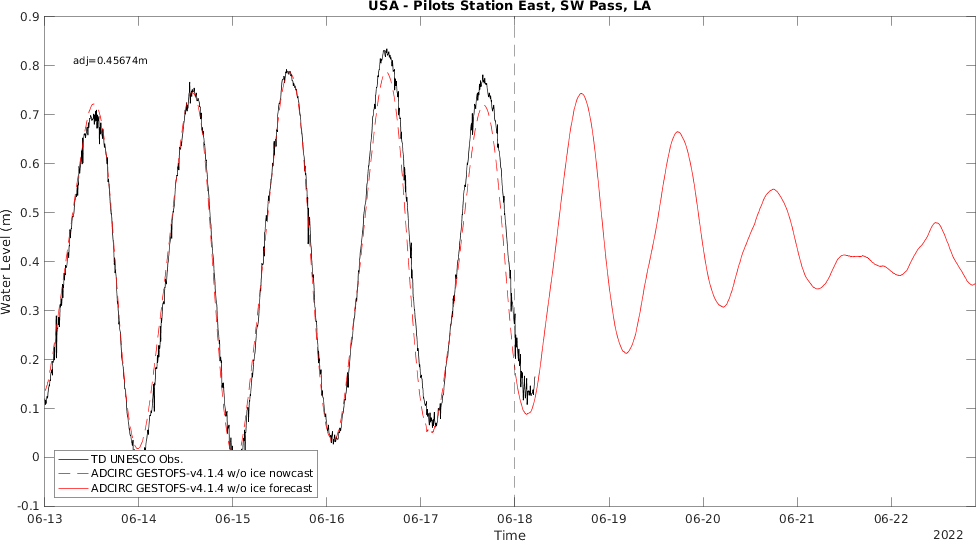 USA - Pilots Station East, SW Pass, LA
0.9
adj=0.45674m
0.8
0.7
0.6
0.5
0.4
0.3
0.2
0.1
0
-0.1
Water Level (m)
TD UNESCO Obs.
ADCIRC GESTOFS-v4.1.4 w/o ice nowcast
ADCIRC GESTOFS-v4.1.4 w/o ice forecast
06-13 06-14 06-15 06-16 06-17 06-18 06-19 06-20 06-21 06-22
Time
2022